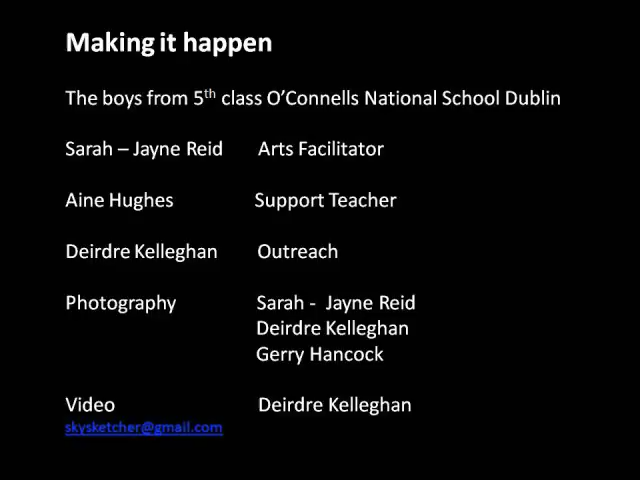 Making it happen
The boys from 5th class O'Connells National School Dublin
Sarah – Jayne Reid Arts Facilitator
Aine Hughes Support Teacher
Deirdre Kelleghan Outreach
Photography Sarah - Jayne Reid
Deirdre Kelleghan
Gerry Hancock
Video Deirdre Kelleghan
skysketcher@gmail.com